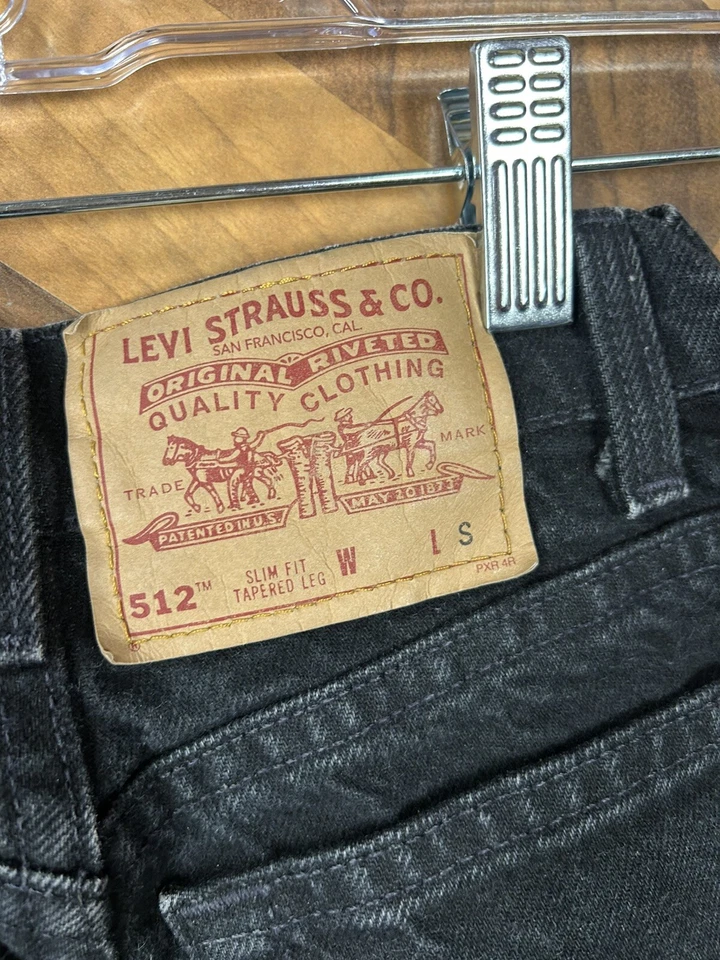 LEVI STRAUSS & CO.
SAN FRANCISCO, CAL.
ORIGINAL RIVETED
QUALITY CLOTHING
TRADE MARK
PATENTED IN U.S. MAY 20 1873
512™ SLIM FIT W L S
TAPERED LEG
PXR 4R
®